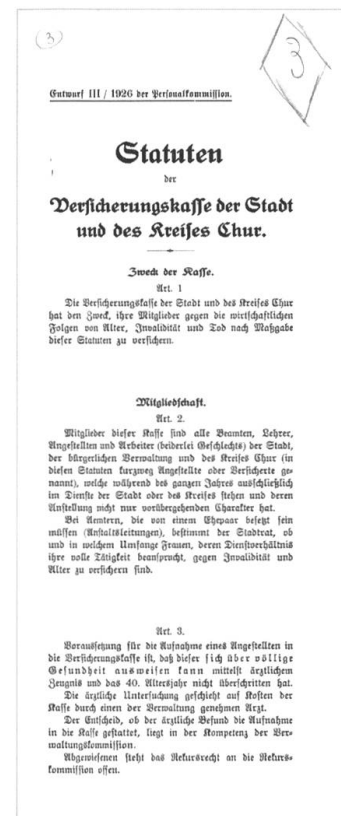 3
3
Entwurf III / 1926 der Personalkommission.
Statuten
der
Versicherungskasse der Stadt
und des Kreises Chur.
Zweck der Kasse.
Art. 1
Die Versicherungskasse der Stadt und des Kreises Chur
hat den Zweck, ihre Mitglieder gegen die wirtschaftlichen
Folgen von Alter, Invalidität und Tod nach Maßgabe
dieser Statuten zu versichern.
Mitgliedschaft.
Art. 2.
Mitglieder dieser Kasse sind alle Beamten, Lehrer,
Angestellten und Arbeiter (beiderlei Geschlechts) der Stadt,
der bürgerlichen Verwaltung und des Kreises Chur (in
diesen Statuten kurzweg Angestellte oder Versicherte ge-
nannt), welche während des ganzen Jahres ausschließlich
im Dienste der Stadt oder des Kreises stehen und deren
Anstellung nicht nur vorübergehenden Charakter hat.
Bei Aemtern, die von einem Ehepaar besetzt sein
müssen (Anstaltsleitungen), bestimmt der Stadtrat, ob
und in welchem Umfange Frauen, deren Dienstverhältnis
ihre volle Tätigkeit beansprucht, gegen Invalidität und
Alter zu versichern sind.
Art. 3.
Voraussetzung für die Aufnahme eines Angestellten in
die Versicherungskasse ist, daß dieser sich über völlige
Gesundheit ausweisen kann mittelst ärztlichem
Zeugnis und das 40. Altersjahr nicht überschritten hat.
Die ärztliche Untersuchung geschieht auf Kosten der
Kasse durch einen der Verwaltung genehmen Arzt.
Der Entscheid, ob der ärztliche Befund die Aufnahme
in die Kasse gestattet, liegt in der Kompetenz der Ver-
waltungskommission.
Abgewiesenen steht das Rekursrecht an die Rekurs-
kommission offen.